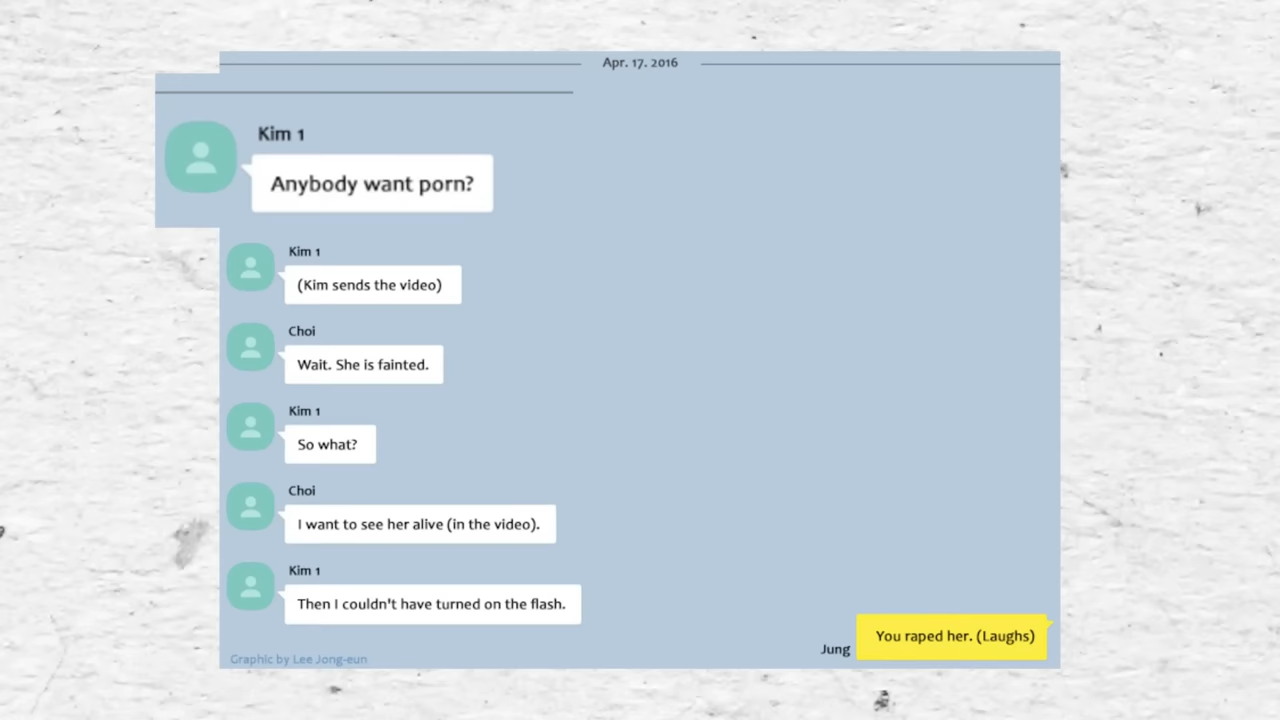 Apr. 17. 2016
Kim 1
Anybody want porn?
Kim 1
(Kim sends the video)
Choi
Wait. She is fainted.
Kim 1
So what?
Choi
I want to see her alive (in the video).
Kim 1
Then I couldn't have turned on the flash.
You raped her. (Laughs)
Jung
Graphic by Lee Jong-eun